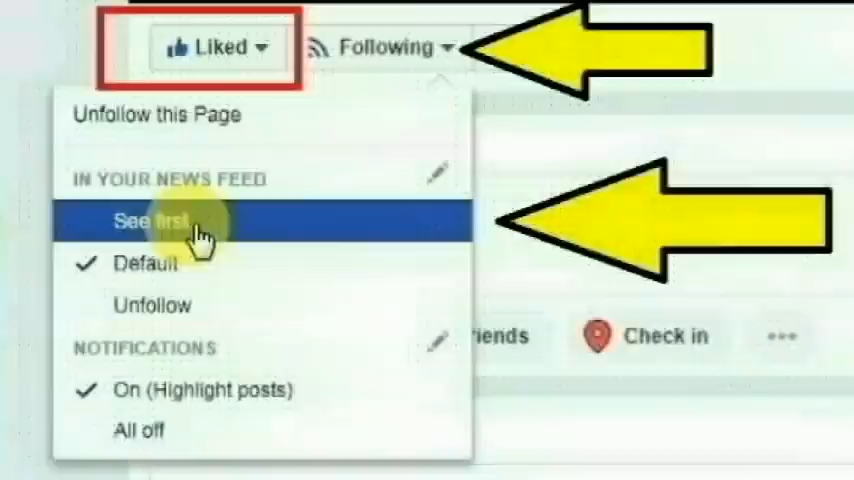 Liked Following
Unfollow this Page
IN YOUR NEWS FEED
See first
Default
Unfollow
riends Check in
NOTIFICATIONS
On (Highlight posts)
All off